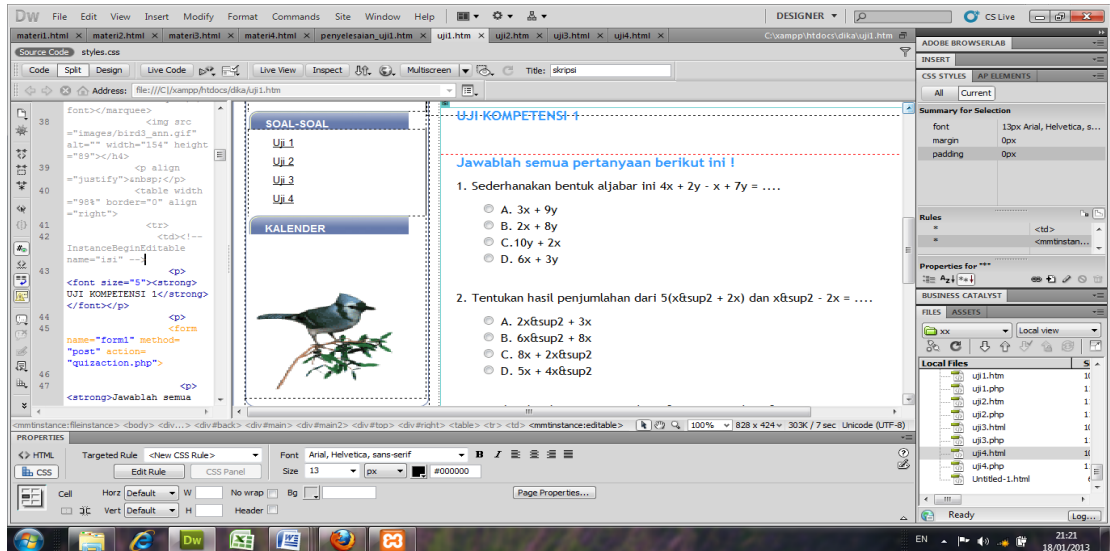 DW File Edit View Insert Modify Format Commands Site Window Help DESIGNER CS Live
materi1.html × materi2.html × materi3.html × materi4.html × penyelesaian_uji1.htm × uji1.htm × uji2.htm × uji3.html × uji4.html × C:\xampp\htdocs\dika\uji1.htm
Source Code styles.css
Code Split Design Live Code Live View Inspect Multiscreen Title: skripsi
Address: file:///C|/xampp/htdocs/dika/uji1.htm
font></marquee>
38 <img src
="images/bird3_ann.gif"
alt="" width="154" height
="89"></h4>
39 <p align
="justify">&nbsp;</p>
40 <table width
="98%" border="0" align
="right">
41 <tr>
42 <td><!--
InstanceBeginEditable
name="isi" -->
43 <p>
<font size="5"><strong>
UJI KOMPETENSI 1</strong>
</font></p>
44 <p>
45 <form
name="form1" method=
"post" action=
"quizaction.php">
46
47 <p>
<strong>Jawablah semua
SOAL-SOAL
Uji 1
Uji 2
Uji 3
Uji 4
KALENDER
UJI KOMPETENSI 1
Jawablah semua pertanyaan berikut ini !
1. Sederhanakan bentuk aljabar ini 4x + 2y - x + 7y = ....
A. 3x + 9y
B. 2x + 8y
C.10y + 2x
D. 6x + 3y
2. Tentukan hasil penjumlahan dari 5(x&sup2 + 2x) dan x&sup2 - 2x = ....
A. 2x&sup2 + 3x
B. 6x&sup2 + 8x
C. 8x + 2x&sup2
D. 5x + 4x&sup2
<mmtinstance:fileinstance> <body> <div...> <div#back> <div#main> <div#main2> <div#top> <div#right> <table> <tr> <td> <mmtinstance:editable> 100% 828 x 424 303K / 7 sec Unicode (UTF-8)
PROPERTIES
<> HTML Targeted Rule <New CSS Rule> Font Arial, Helvetica, sans-serif B I
CSS Edit Rule CSS Panel Size 13 px #000000
Cell Horz Default W No wrap Bg Page Properties...
Vert Default H Header
ADOBE BROWSERLAB
INSERT
CSS STYLES AP ELEMENTS
All Current
Summary for Selection
font 13px Arial, Helvetica, s...
margin 0px
padding 0px
Rules
* <td>
* <mmtinstan...
Properties for "*"
BUSINESS CATALYST
FILES ASSETS
xx Local view
Local Files S
uji1.htm
uji1.php
uji2.htm
uji2.php
uji3.html
uji3.php
uji4.html
uji4.php
Untitled-1.html
Ready Log...
Dw
EN 21:21
18/01/2013